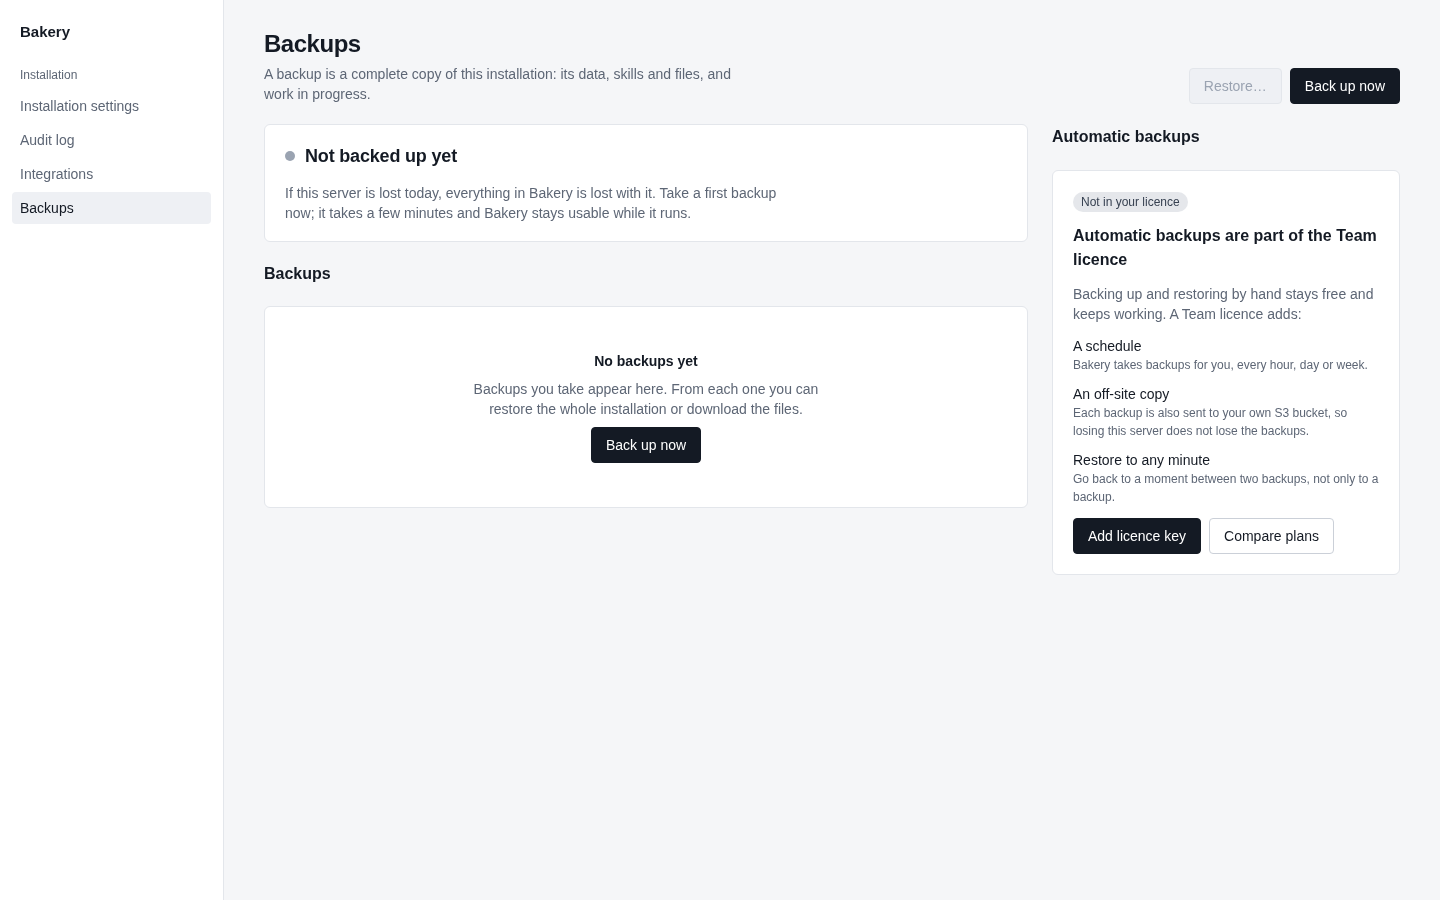 Bakery
Installation
Installation settings
Audit log
Integrations
Backups
Backups
A backup is a complete copy of this installation: its data, skills and files, and
work in progress.
Restore…
Back up now
Not backed up yet
If this server is lost today, everything in Bakery is lost with it. Take a first backup
now; it takes a few minutes and Bakery stays usable while it runs.
Backups
No backups yet
Backups you take appear here. From each one you can
restore the whole installation or download the files.
Back up now
Automatic backups
Not in your licence
Automatic backups are part of the Team
licence
Backing up and restoring by hand stays free and
keeps working. A Team licence adds:
A schedule
Bakery takes backups for you, every hour, day or week.
An off-site copy
Each backup is also sent to your own S3 bucket, so
losing this server does not lose the backups.
Restore to any minute
Go back to a moment between two backups, not only to a
backup.
Add licence key
Compare plans